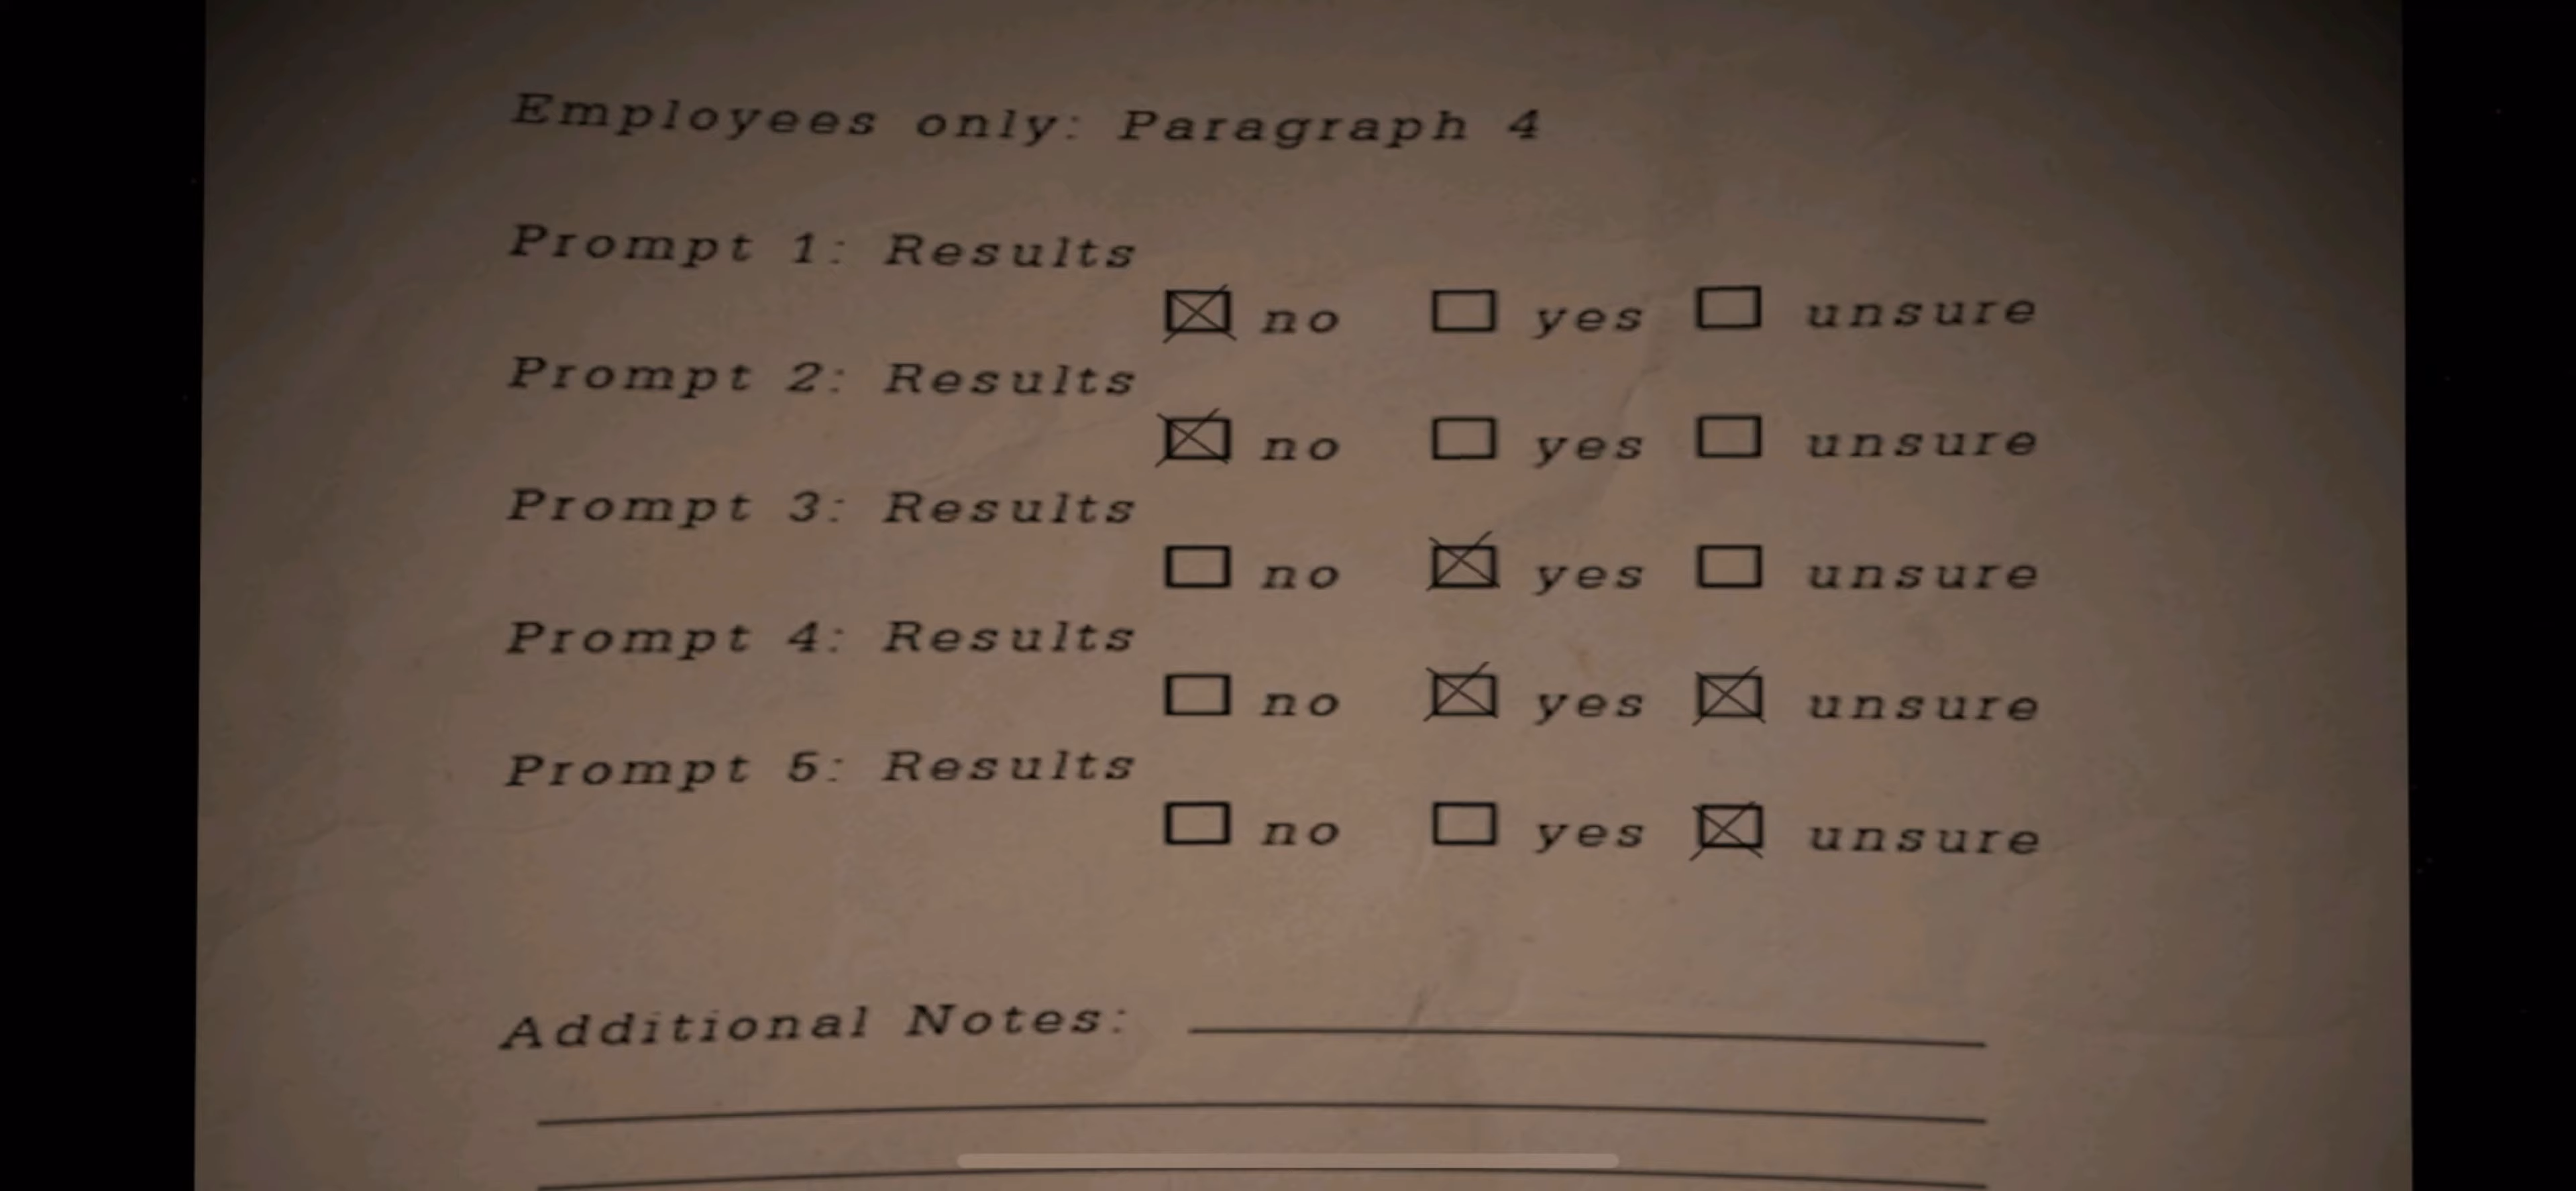 Employees only: Paragraph 4
Prompt 1: Results
no yes unsure
Prompt 2: Results
no yes unsure
Prompt 3: Results
no yes unsure
Prompt 4: Results
no yes unsure
Prompt 5: Results
no yes unsure
Additional Notes: